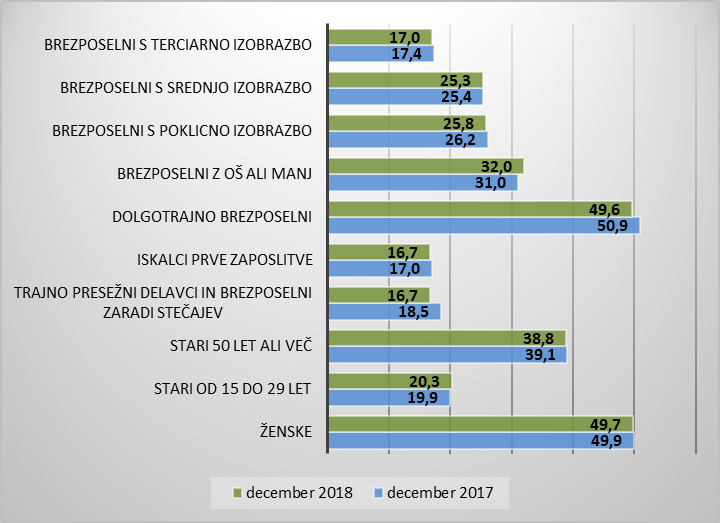 BREZPOSELNI S TERCIARNO IZOBRAZBO
17,0
17,4
BREZPOSELNI S SREDNJO IZOBRAZBO
25,3
25,4
BREZPOSELNI S POKLICNO IZOBRAZBO
25,8
26,2
BREZPOSELNI Z OŠ ALI MANJ
32,0
31,0
DOLGOTRAJNO BREZPOSELNI
49,6
50,9
ISKALCI PRVE ZAPOSLITVE
16,7
17,0
TRAJNO PRESEŽNI DELAVCI IN BREZPOSELNI
ZARADI STEČAJEV
16,7
18,5
STARI 50 LET ALI VEČ
38,8
39,1
STARI OD 15 DO 29 LET
20,3
19,9
ŽENSKE
49,7
49,9
december 2018 december 2017